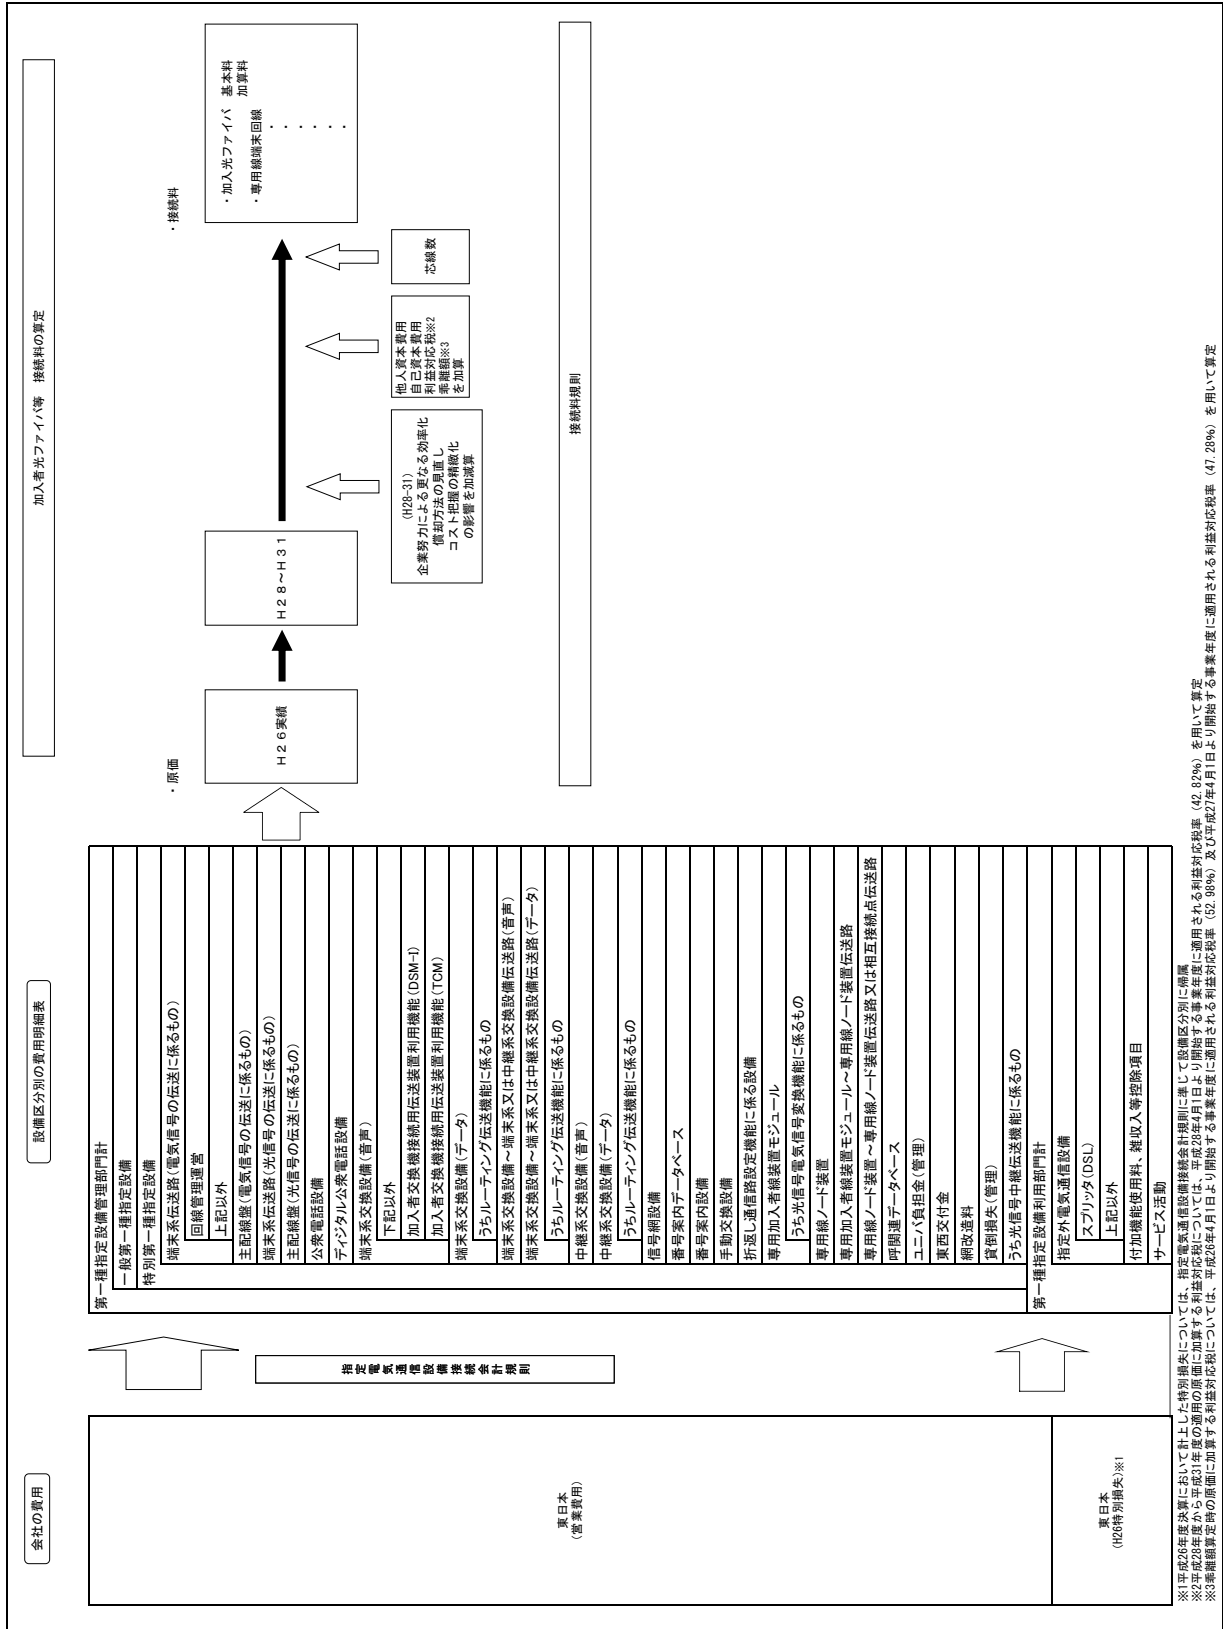 会社の費用
設備区分別の費用明細表
加入者光ファイバ等 接続料の算定
東日本
(営業費用)
東日本
(H26特別損失)※1
指定電気通信設備接続会計規則
第一種指定設備管理部門計
一般第一種指定設備
特別第一種指定設備
端末系伝送路(電気信号の伝送に係るもの)
回線管理運営
上記以外
主配線盤(電気信号の伝送に係るもの)
端末系伝送路(光信号の伝送に係るもの)
主配線盤(光信号の伝送に係るもの)
公衆電話設備
ディジタル公衆電話設備
端末系交換設備(音声)
下記以外
加入者交換機接続用伝送装置利用機能(DSM-I)
加入者交換機接続用伝送装置利用機能(TCM)
端末系交換設備(データ)
うちルーティング伝送機能に係るもの
端末系交換設備～端末系又は中継系交換設備伝送路(音声)
端末系交換設備～端末系又は中継系交換設備伝送路(データ)
うちルーティング伝送機能に係るもの
中継系交換設備(音声)
中継系交換設備(データ)
うちルーティング伝送機能に係るもの
信号網設備
番号案内データベース
番号案内設備
手動交換設備
折返し通信路設定機能に係る設備
専用加入者線装置モジュール
うち光信号電気信号変換機能に係るもの
専用線ノード装置
専用加入者線装置モジュール～専用線ノード装置伝送路
専用線ノード装置～専用線ノード装置伝送路又は相互接続点伝送路
呼関連データベース
ユニバ負担金(管理)
東西交付金
網改造料
貸倒損失(管理)
うち光信号中継伝送機能に係るもの
第一種指定設備利用部門計
指定外電気通信設備
スプリッタ(DSL)
上記以外
付加機能使用料、雑収入等控除項目
サービス活動
・原価
・接続料
H26実績
H28～H31
・加入光ファイバ 基本料
加算料
・専用線端末回線
・
・
・
・
・
・
(H28-31)
企業努力による更なる効率化
償却方法の見直し
コスト把握の精緻化
の影響を加減算
他人資本費用
自己資本費用
利益対応税※2
乖離額※3
を加算
芯線数
接続料規則
※1平成26年度決算において計上した特別損失については、指定電気通信設備接続会計規則に準じて設備区分別に帰属
※2平成28年度から平成31年度の適用の原価に加算する利益対応税については、平成28年4月1日より開始する事業年度に適用される利益対応税率（42.82%）を用いて算定
※3乖離額算定時の原価に加算する利益対応税については、平成26年4月1日より開始する事業年度に適用される利益対応税率（52.98%）及び平成27年4月1日より開始する事業年度に適用される利益対応税率（47.28%）を用いて算定